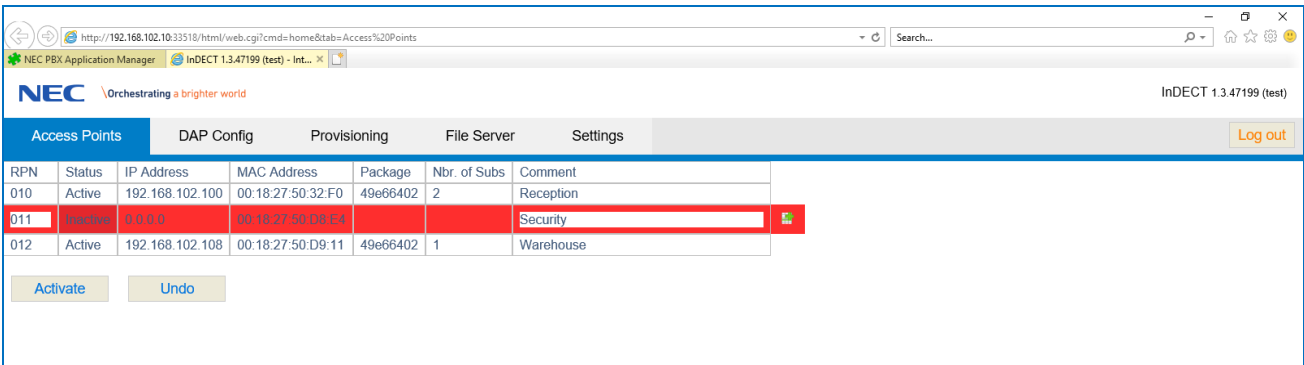 http://192.168.102.10:33518/html/web.cgi?cmd=home&tab=Access%20Points Search...
NEC PBX Application Manager InDECT 1.3.47199 (test) - Int...
NEC \Orchestrating a brighter world InDECT 1.3.47199 (test)
Access Points DAP Config Provisioning File Server Settings Log out
RPN Status IP Address MAC Address Package Nbr. of Subs Comment
010 Active 192.168.102.100 00:18:27:50:32:F0 49e66402 2 Reception
011 Inactive 0.0.0.0 00:18:27:50:D8:E4 Security
012 Active 192.168.102.108 00:18:27:50:D9:11 49e66402 1 Warehouse
Activate Undo